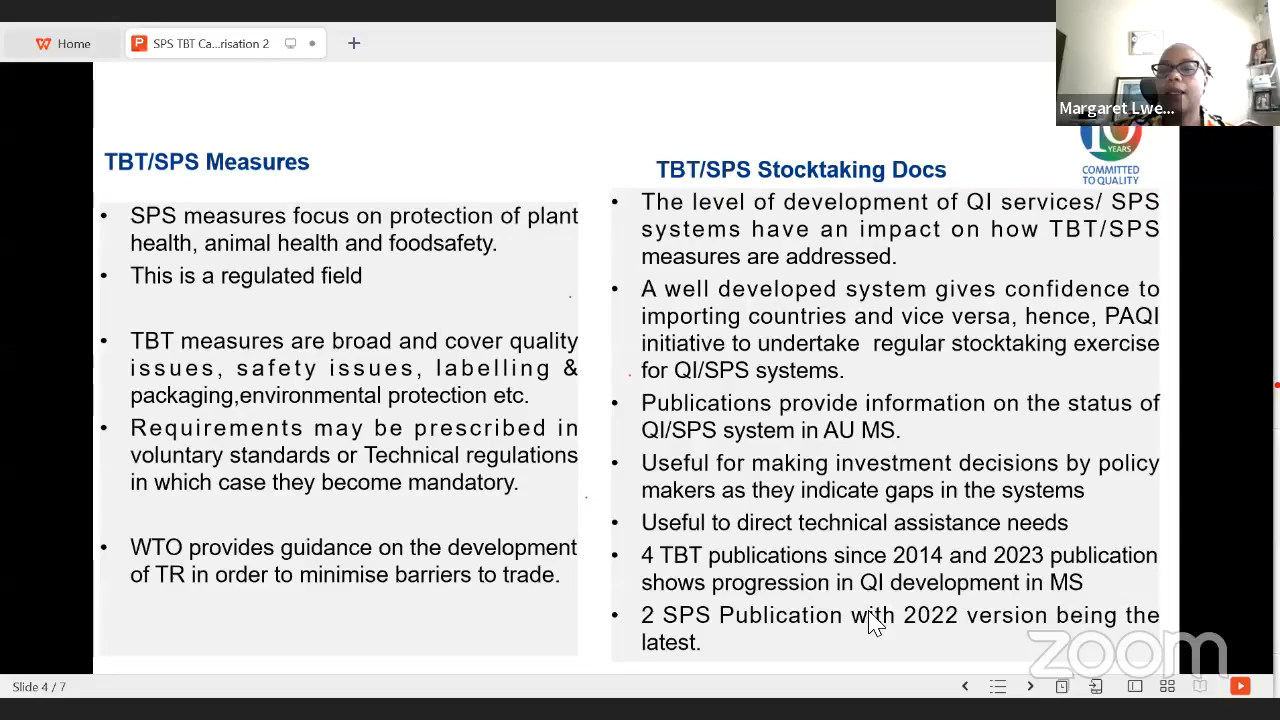 Home
SPS TBT Ca...risation 2
Margaret Lwe...
YEARS
COMMITTED
TO QUALITY
TBT/SPS Measures
• SPS measures focus on protection of plant
health, animal health and foodsafety.
• This is a regulated field
• TBT measures are broad and cover quality
issues, safety issues, labelling &
packaging,environmental protection etc.
• Requirements may be prescribed in
voluntary standards or Technical regulations
in which case they become mandatory.
• WTO provides guidance on the development
of TR in order to minimise barriers to trade.
TBT/SPS Stocktaking Docs
• The level of development of QI services/ SPS
systems have an impact on how TBT/SPS
measures are addressed.
• A well developed system gives confidence to
importing countries and vice versa, hence, PAQI
initiative to undertake regular stocktaking exercise
for QI/SPS systems.
• Publications provide information on the status of
QI/SPS system in AU MS.
• Useful for making investment decisions by policy
makers as they indicate gaps in the systems
• Useful to direct technical assistance needs
• 4 TBT publications since 2014 and 2023 publication
shows progression in QI development in MS
• 2 SPS Publication with 2022 version being the
latest.
zoom
Slide 4 / 7